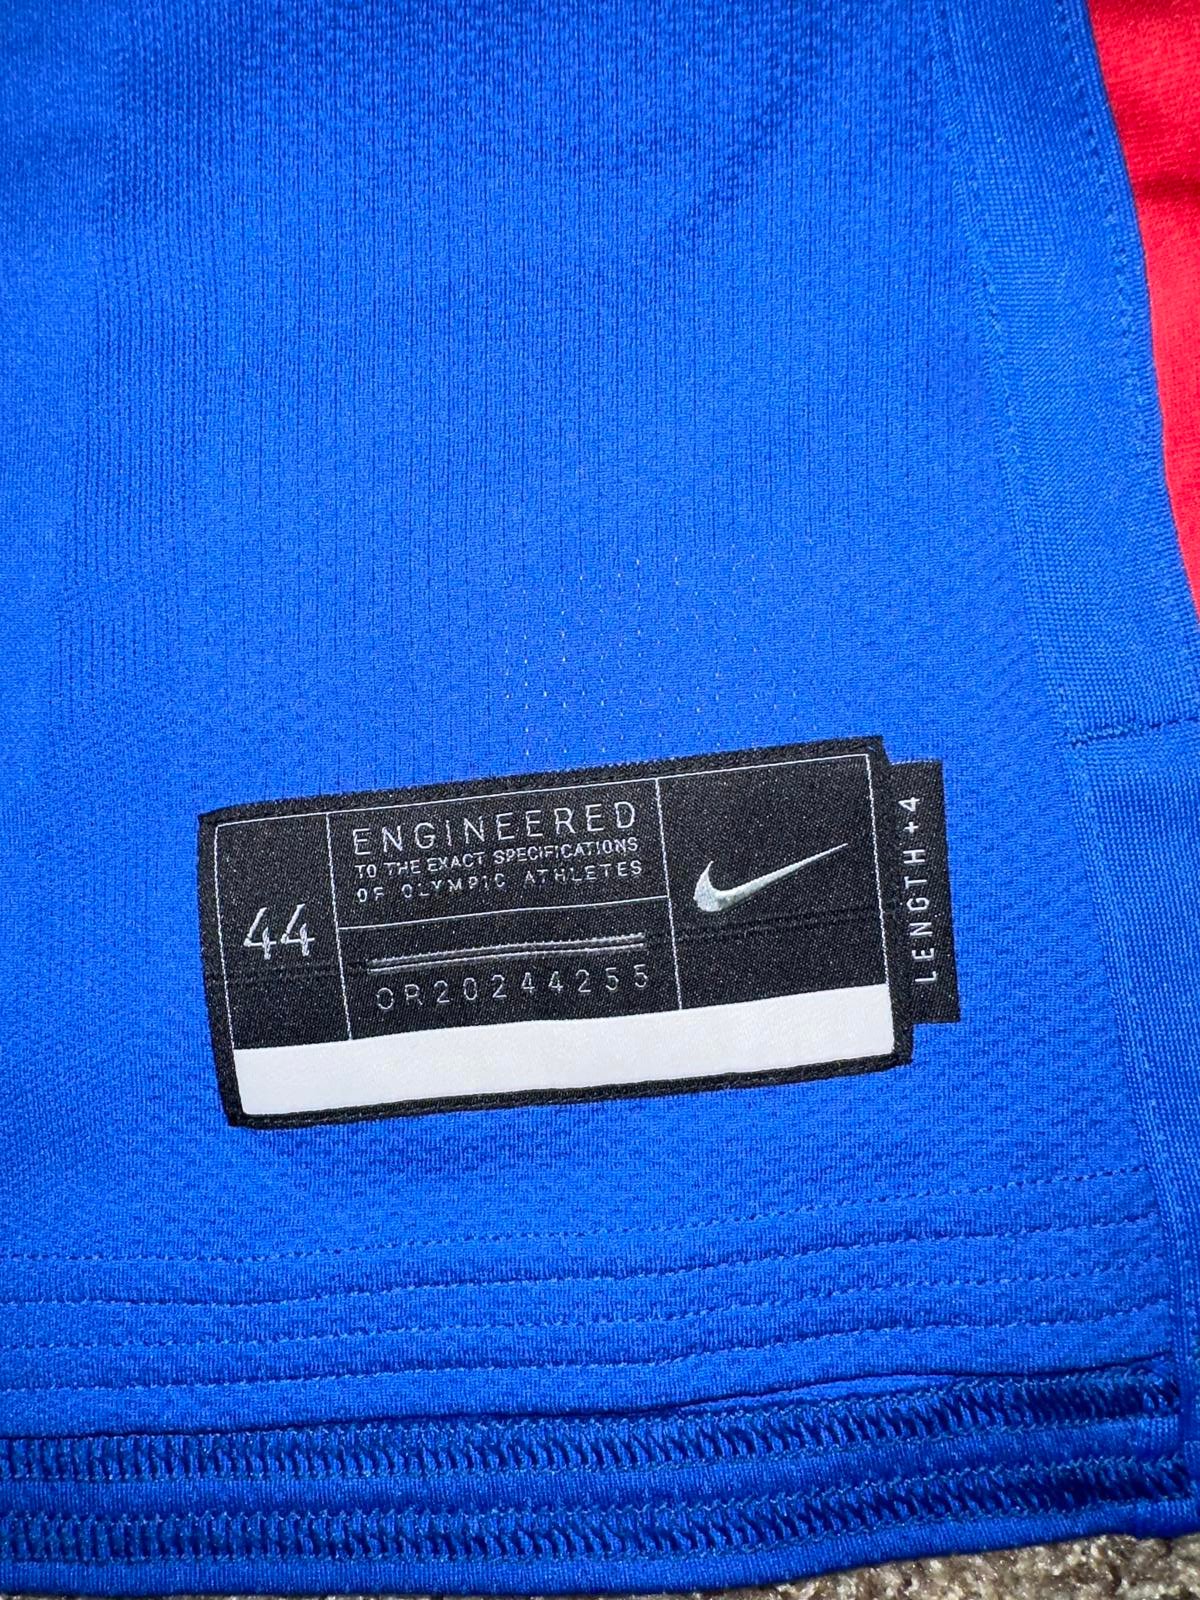 44
ENGINEERED
TO THE EXACT SPECIFICATIONS
OF OLYMPIC ATHLETES
OR20244255
LENGTH +4